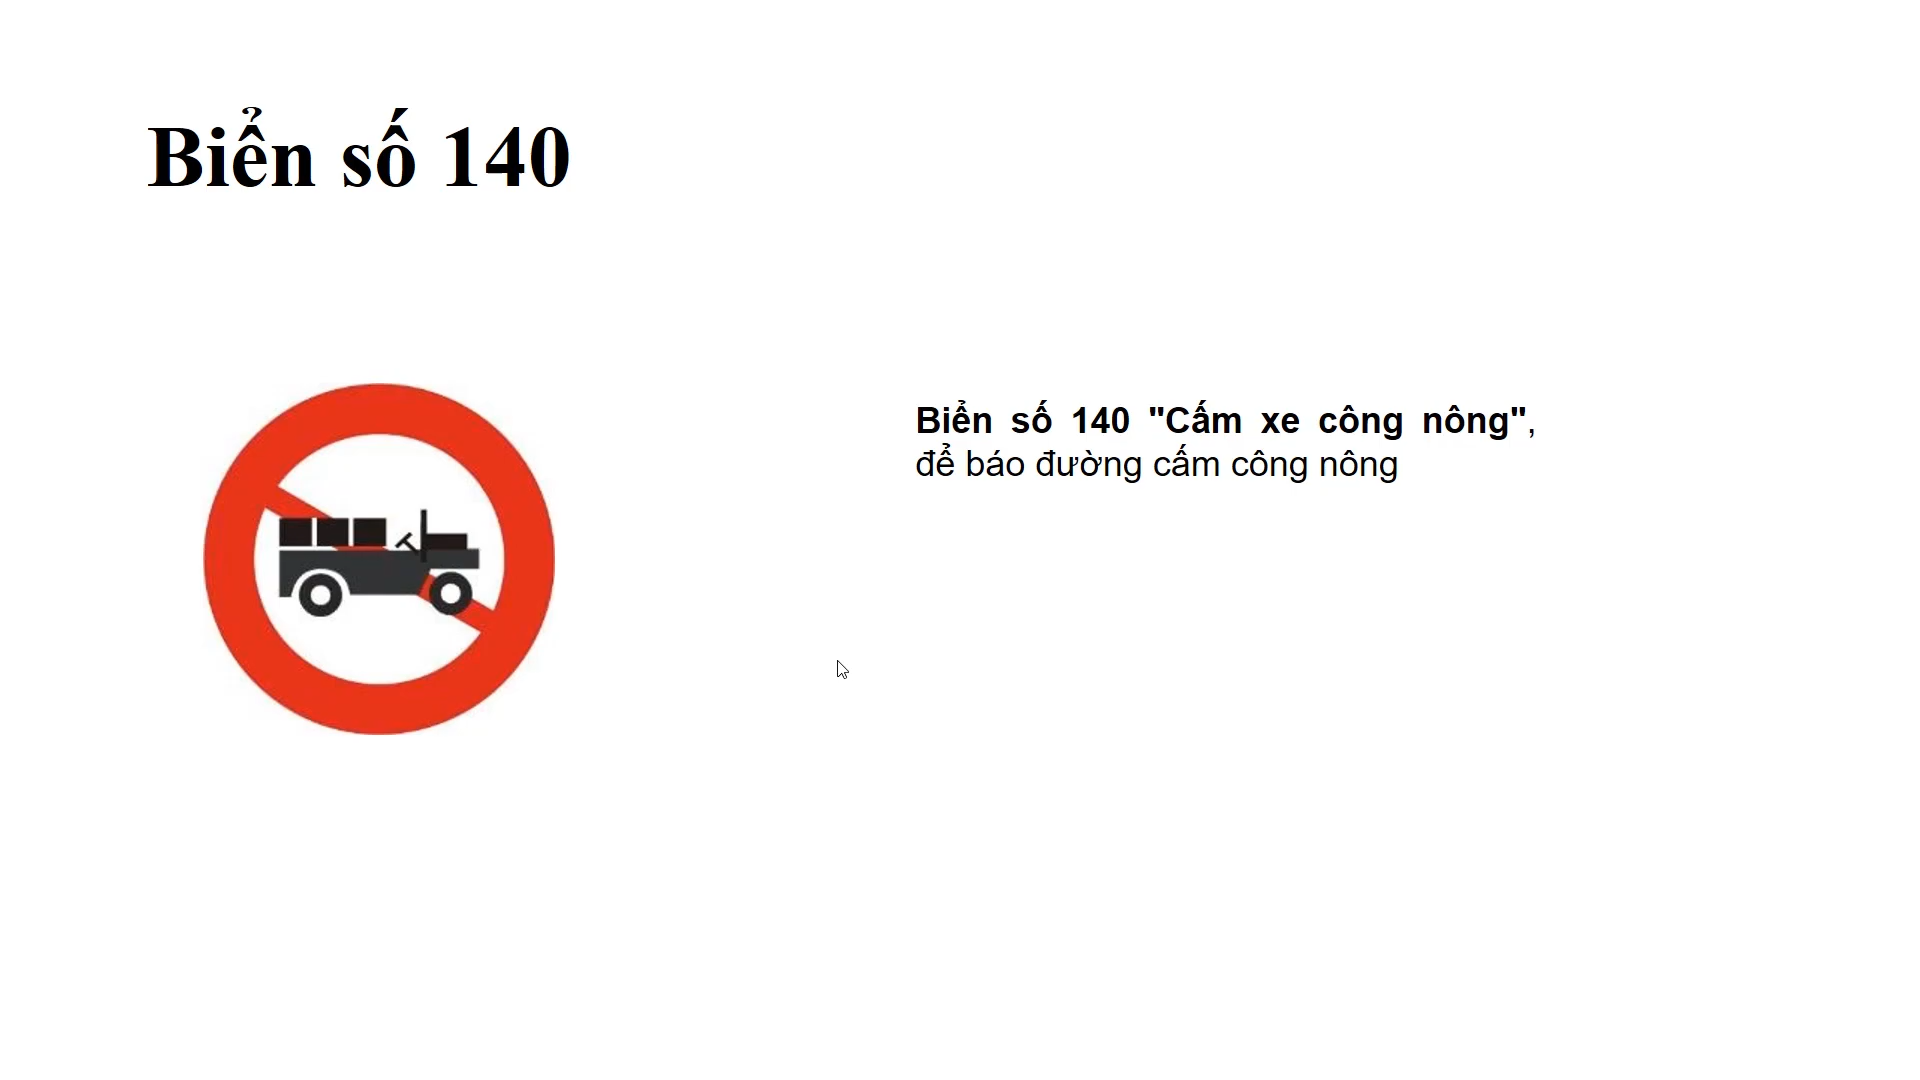 Biển số 140
Biển số 140 "Cấm xe công nông",
để báo đường cấm công nông